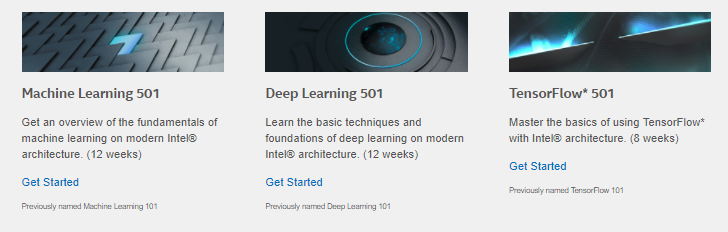 Machine Learning 501
Get an overview of the fundamentals of
machine learning on modern Intel®
architecture. (12 weeks)
Get Started
Previously named Machine Learning 101
Deep Learning 501
Learn the basic techniques and
foundations of deep learning on modern
Intel® architecture. (12 weeks)
Get Started
Previously named Deep Learning 101
TensorFlow* 501
Master the basics of using TensorFlow*
with Intel® architecture. (8 weeks)
Get Started
Previously named TensorFlow 101